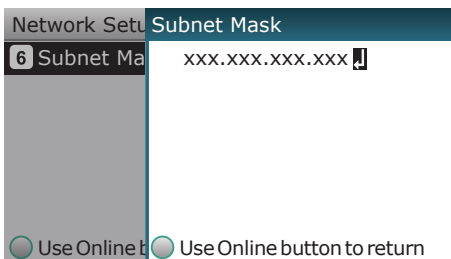 Network Setu
6 Subnet Ma
Use Online b
Subnet Mask
xxx.xxx.xxx.xxx
Use Online button to return